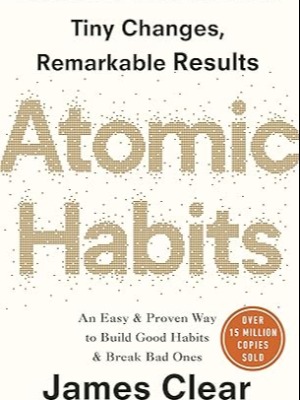 Tiny Changes,
Remarkable Results
Atomic
Habits
An Easy & Proven Way
to Build Good Habits
& Break Bad Ones
OVER
15 MILLION
COPIES
SOLD
James Clear